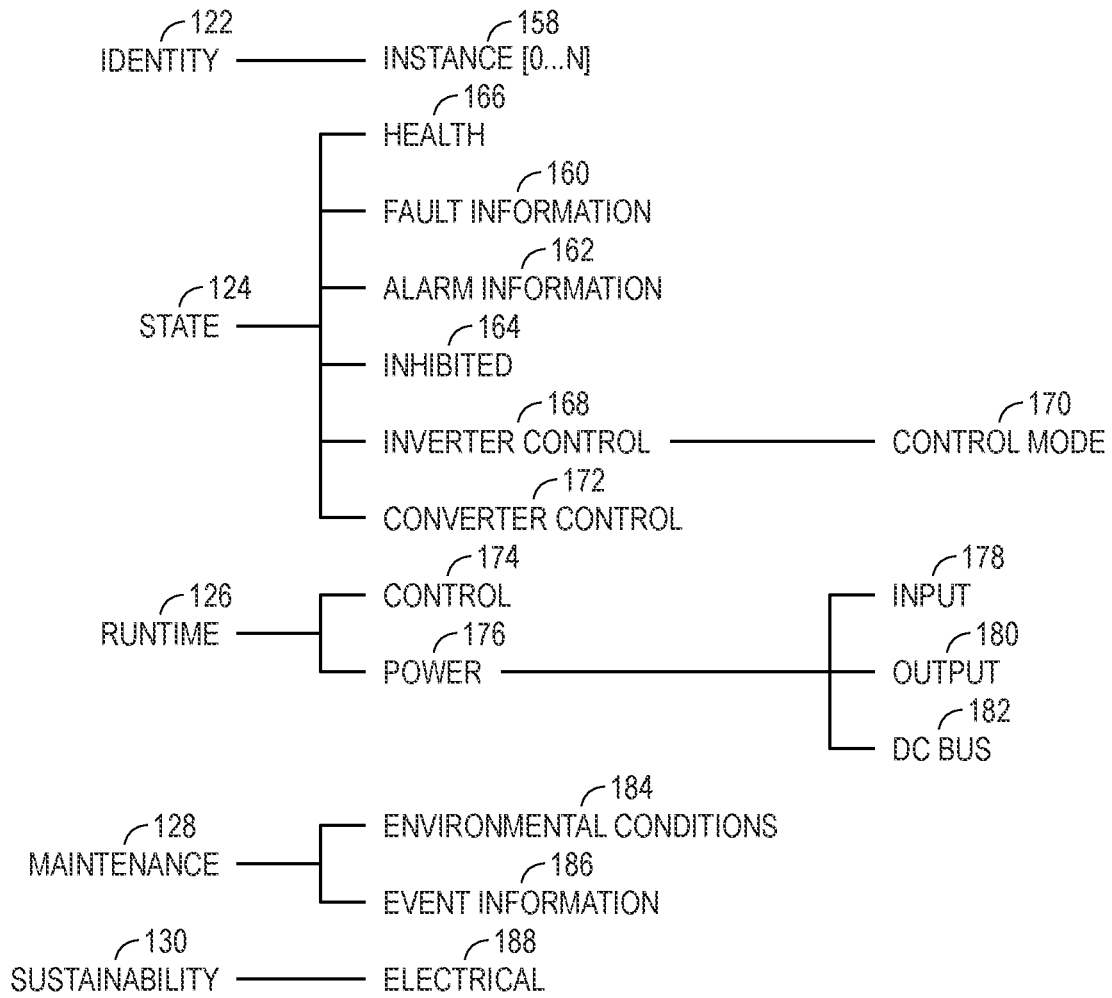 122 158
IDENTITY INSTANCE [0...N]
166
HEALTH
160
FAULT INFORMATION
162
124 ALARM INFORMATION
STATE 164
INHIBITED
168 170
INVERTER CONTROL CONTROL MODE
172
CONVERTER CONTROL
174 178
126 CONTROL INPUT
RUNTIME 176 180
POWER OUTPUT
182
DC BUS
184
128 ENVIRONMENTAL CONDITIONS
MAINTENANCE 186
EVENT INFORMATION
130 188
SUSTAINABILITY ELECTRICAL